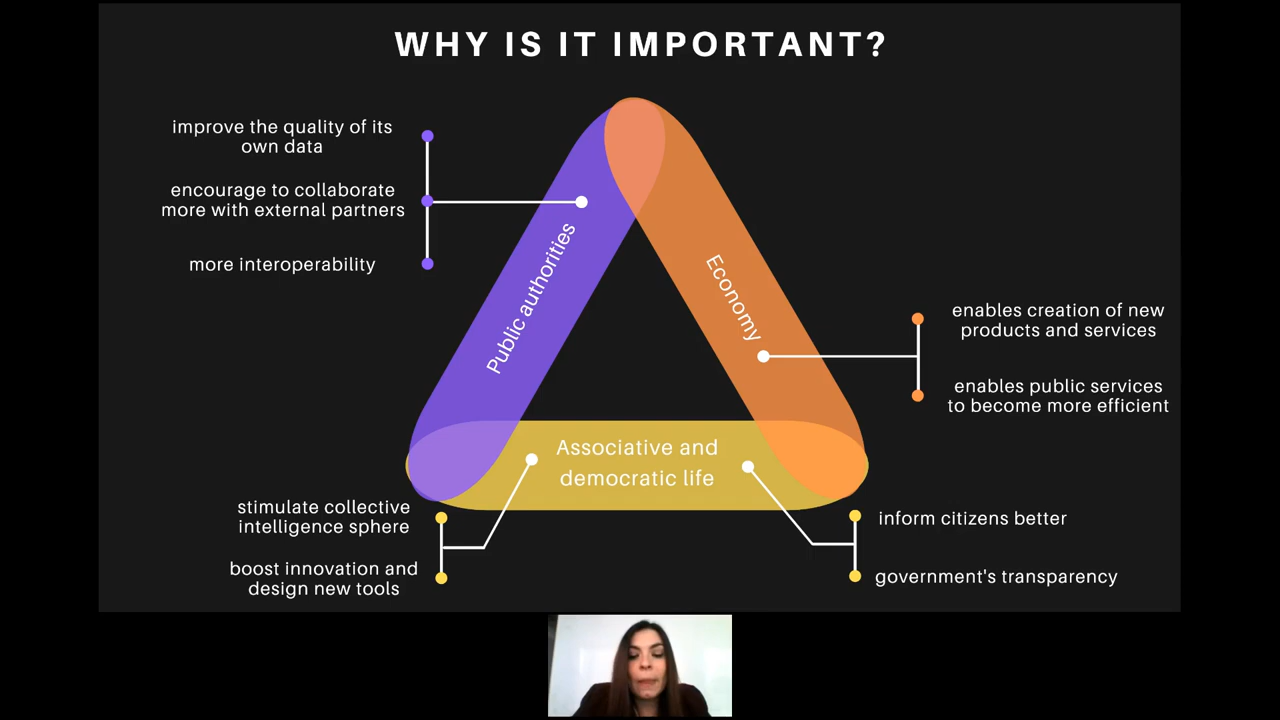 WHY IS IT IMPORTANT?
improve the quality of its
own data
encourage to collaborate
more with external partners
more interoperability
Public authorities
Economy
enables creation of new
products and services
enables public services
to become more efficient
Associative and
democratic life
stimulate collective
intelligence sphere
boost innovation and
design new tools
inform citizens better
government's transparency